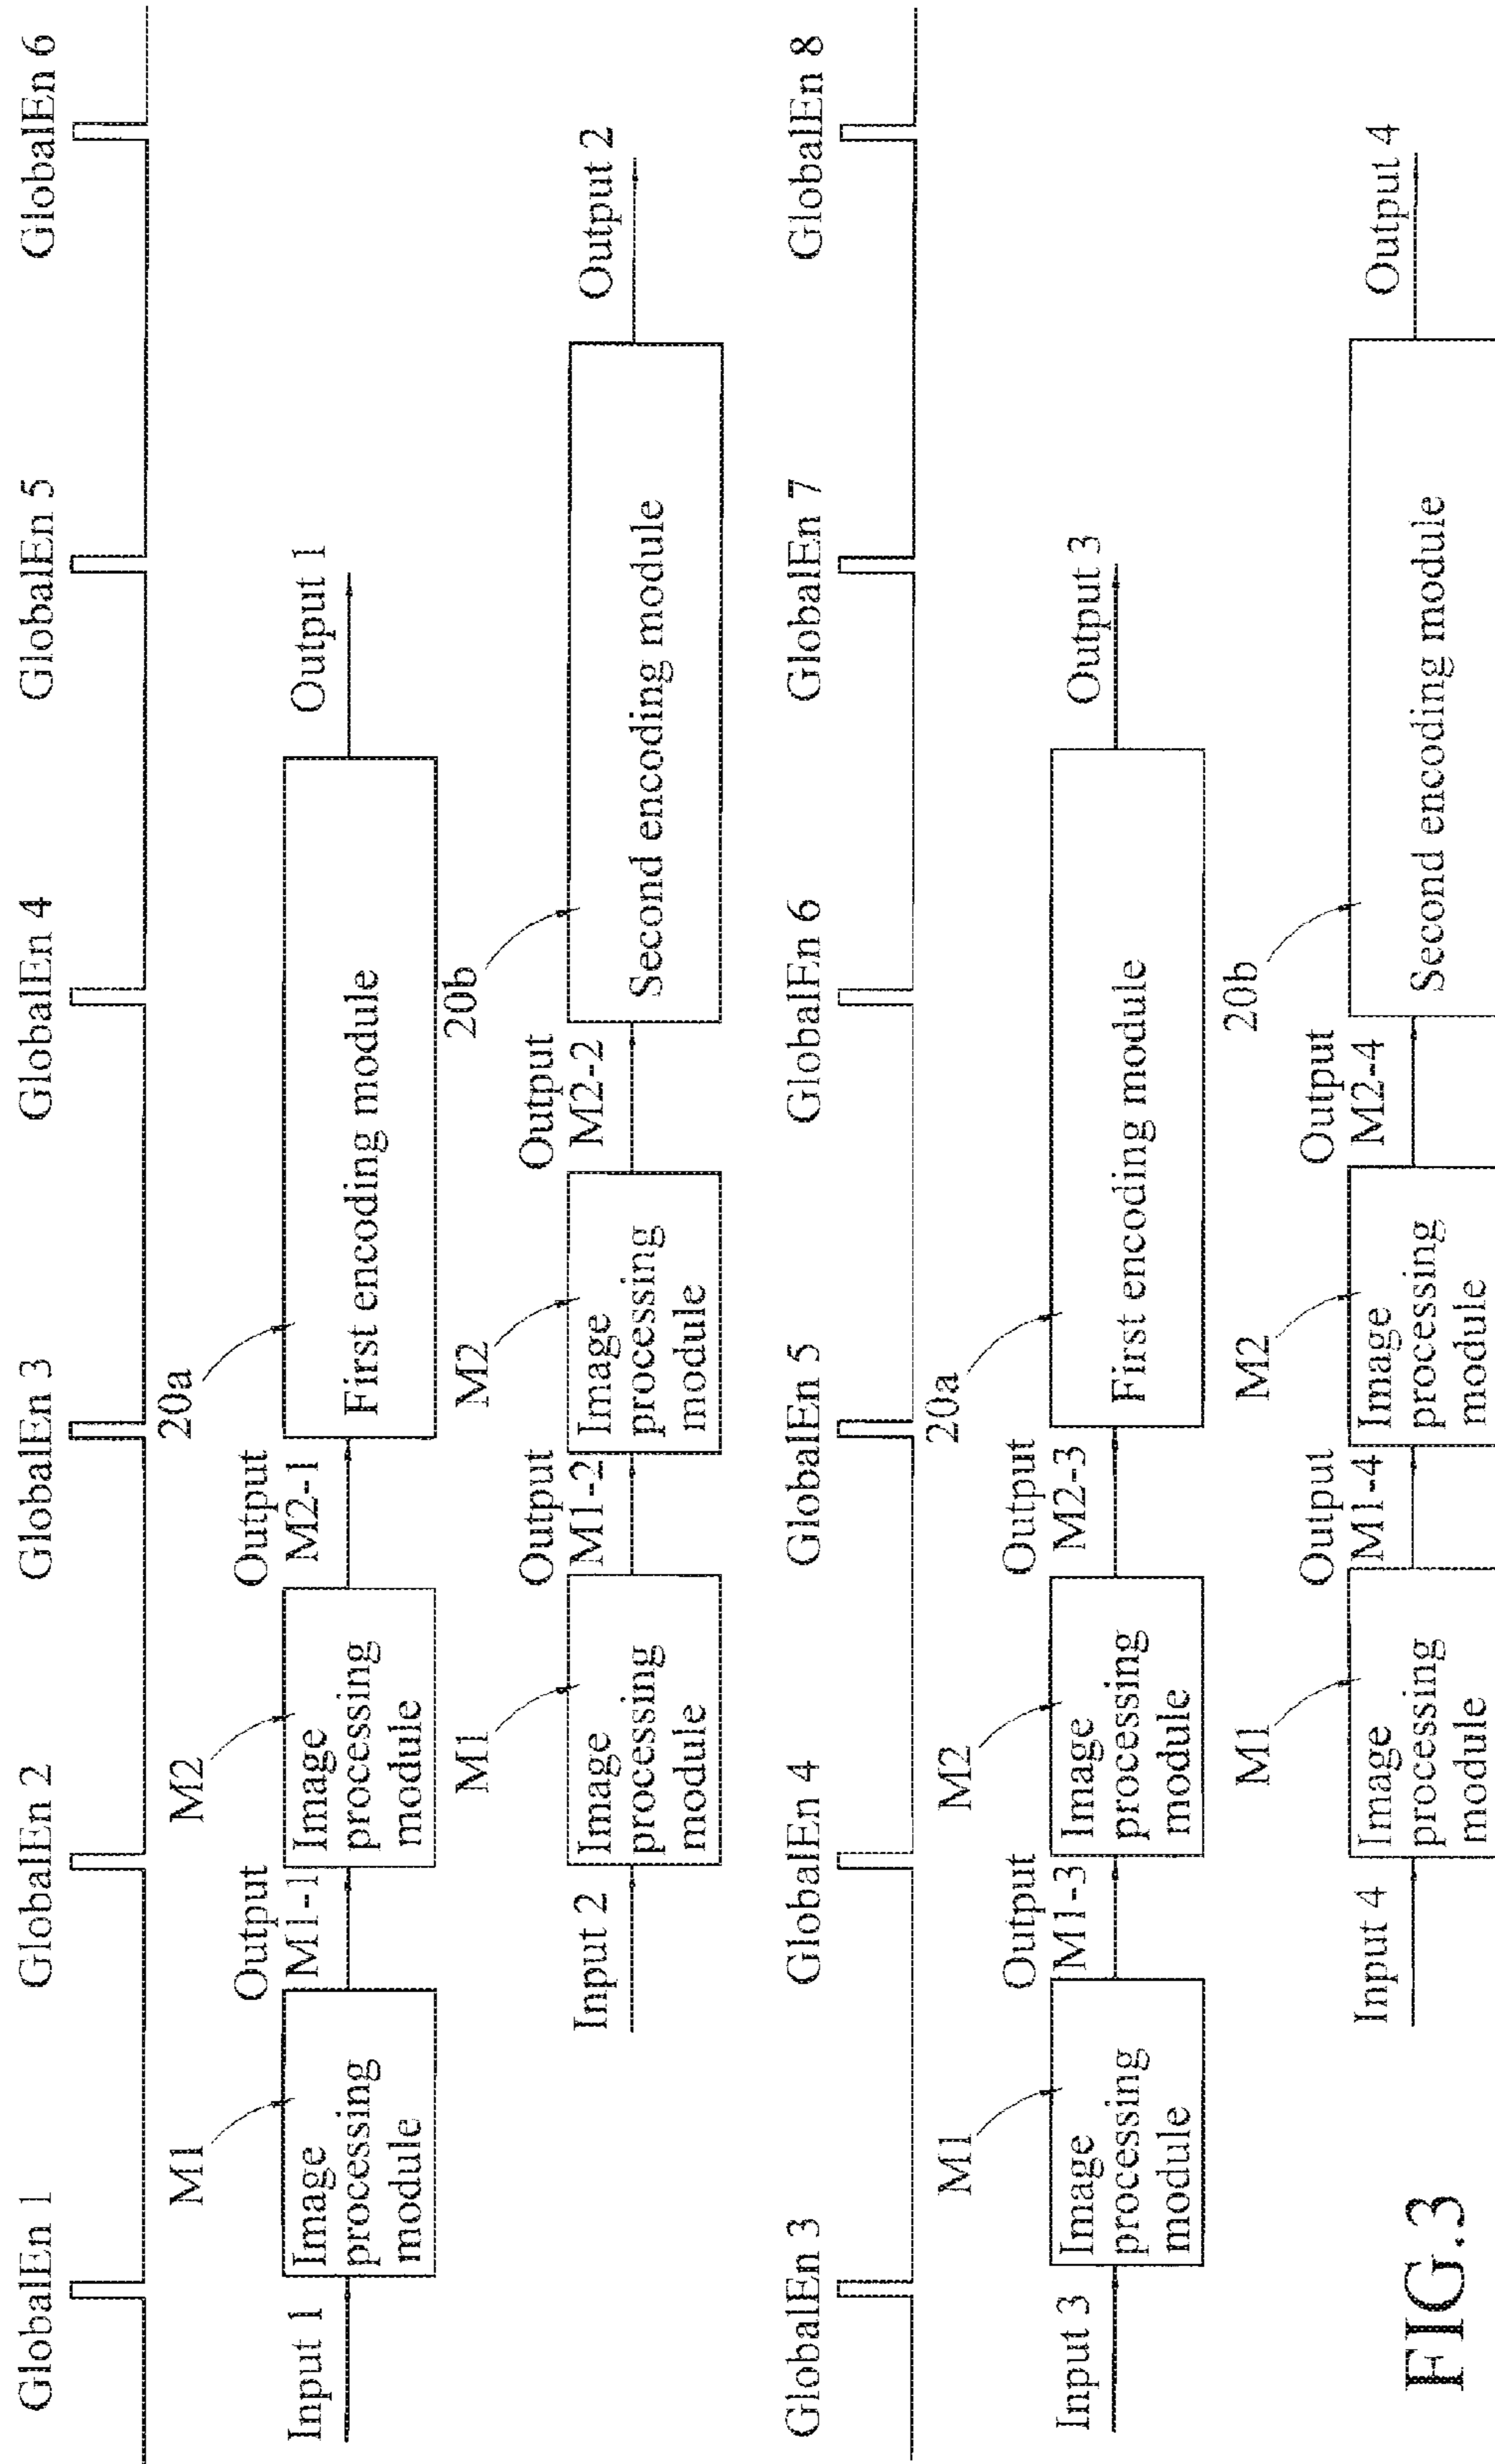 GlobalEn 1
GlobalEn 2
GlobalEn 3
GlobalEn 4
GlobalEn 5
GlobalEn 6
Input 1
M1
Image
processing
module
Output
M1-1
M2
Image
processing
module
Output
M2-1
20a
First encoding module
Output 1
Input 2
M1
Image
processing
module
Output
M1-2
M2
Image
processing
module
Output
M2-2
20b
Second encoding module
Output 2
GlobalEn 3
GlobalEn 4
GlobalEn 5
GlobalEn 6
GlobalEn 7
GlobalEn 8
Input 3
M1
Image
processing
module
Output
M1-3
M2
Image
processing
module
Output
M2-3
20a
First encoding module
Output 3
Input 4
M1
Image
processing
module
Output
M1-4
M2
Image
processing
module
Output
M2-4
20b
Second encoding module
Output 4
FIG.3